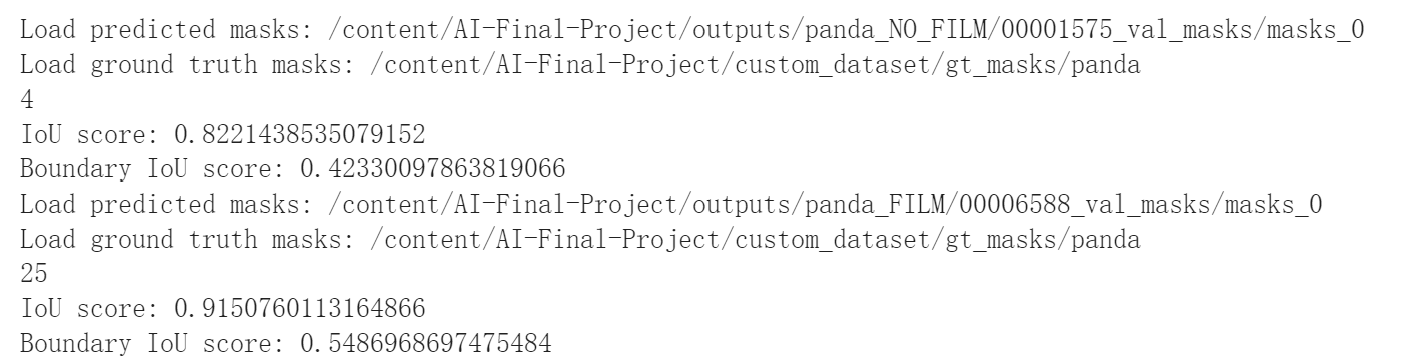 Load predicted masks: /content/AI-Final-Project/outputs/panda_NO_FILM/00001575_val_masks/masks_0
Load ground truth masks: /content/AI-Final-Project/custom_dataset/gt_masks/panda
4
IoU score: 0.8221438535079152
Boundary IoU score: 0.42330097863819066
Load predicted masks: /content/AI-Final-Project/outputs/panda_FILM/00006588_val_masks/masks_0
Load ground truth masks: /content/AI-Final-Project/custom_dataset/gt_masks/panda
25
IoU score: 0.9150760113164866
Boundary IoU score: 0.5486968697475484